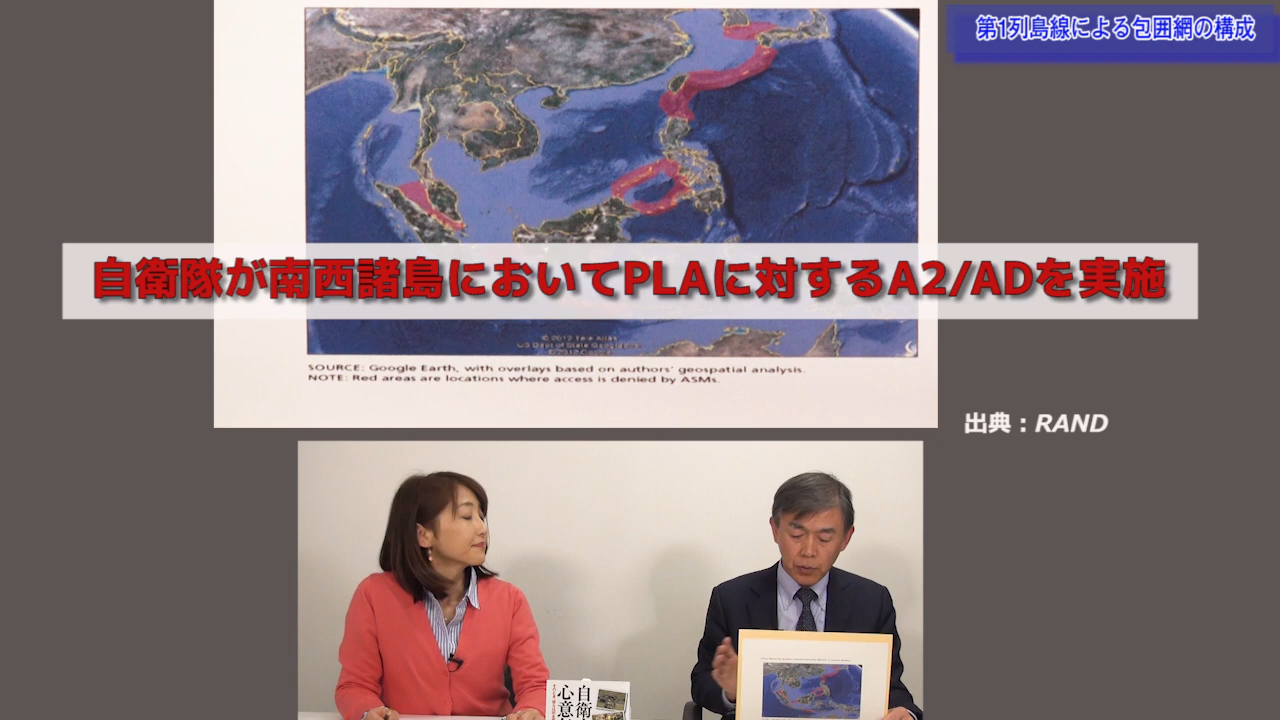 第1列島線による包囲網の構成
自衛隊が南西諸島においてPLAに対するA2/ADを実施
SOURCE: Google Earth, with overlays based on authors' geospatial analysis.
NOTE: Red areas are locations where access is denied by ASMs.
出典：RAND
自衛
心意